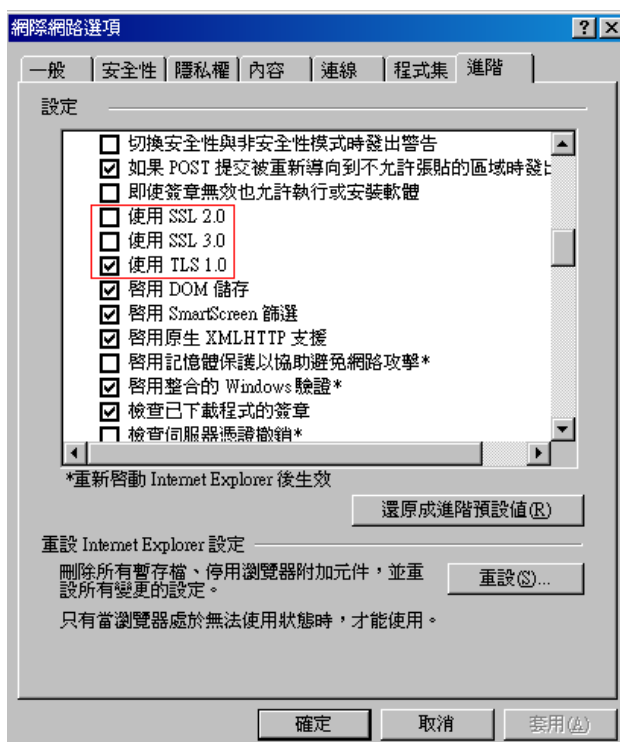 網際網路選項
一般 安全性 隱私權 內容 連線 程式集 進階
設定
切換安全性與非安全性模式時發出警告
如果 POST 提交被重新導向到不允許張貼的區域時發出
即使簽章無效也允許執行或安裝軟體
使用 SSL 2.0
使用 SSL 3.0
使用 TLS 1.0
啓用 DOM 儲存
啓用 SmartScreen 篩選
啓用原生 XMLHTTP 支援
啓用記憶體保護以協助避免網路攻擊*
啓用整合的 Windows 驗證*
檢查已下載程式的簽章
檢查伺服器憑證撤銷*
*重新啓動 Internet Explorer 後生效
還原成進階預設值(R)
重設 Internet Explorer 設定
刪除所有暫存檔、停用瀏覽器附加元件，並重
設所有變更的設定。
重設(S)...
只有當瀏覽器處於無法使用狀態時，才能使用。
確定 取消 套用(A)